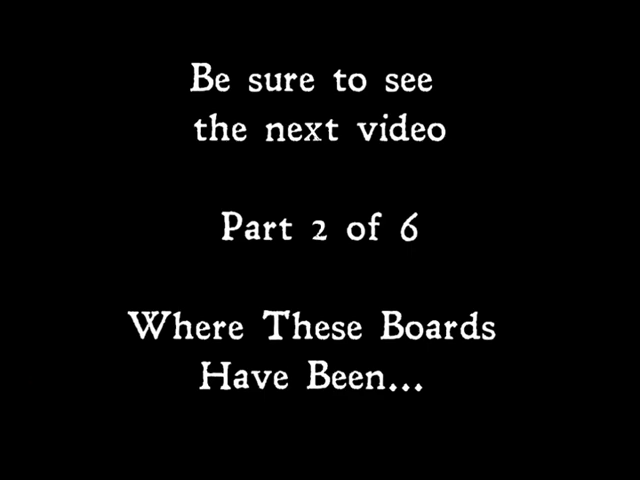 Be sure to see
the next video
Part 2 of 6
Where These Boards
Have Been...